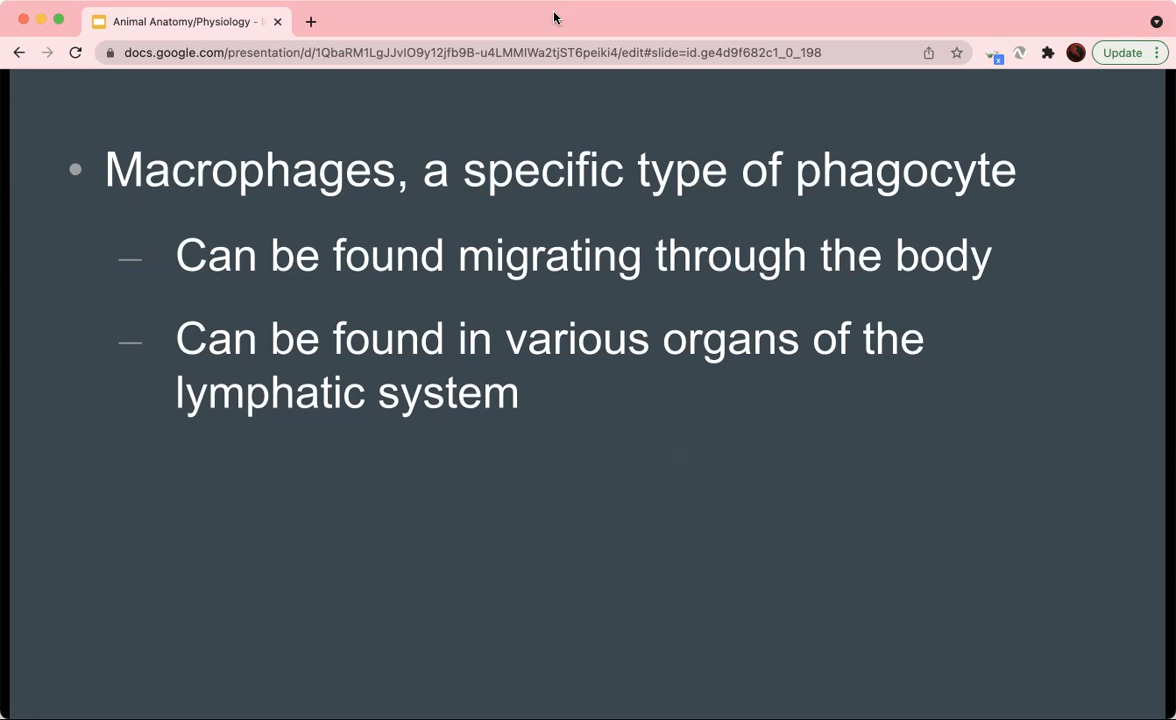 Animal Anatomy/Physiology -
docs.google.com/presentation/d/1QbaRM1LgJJvIO9y12jfb9B-u4LMMIWa2tjST6peiki4/edit#slide=id.ge4d9f682c1_0_198
Update
• Macrophages, a specific type of phagocyte
— Can be found migrating through the body
— Can be found in various organs of the
lymphatic system